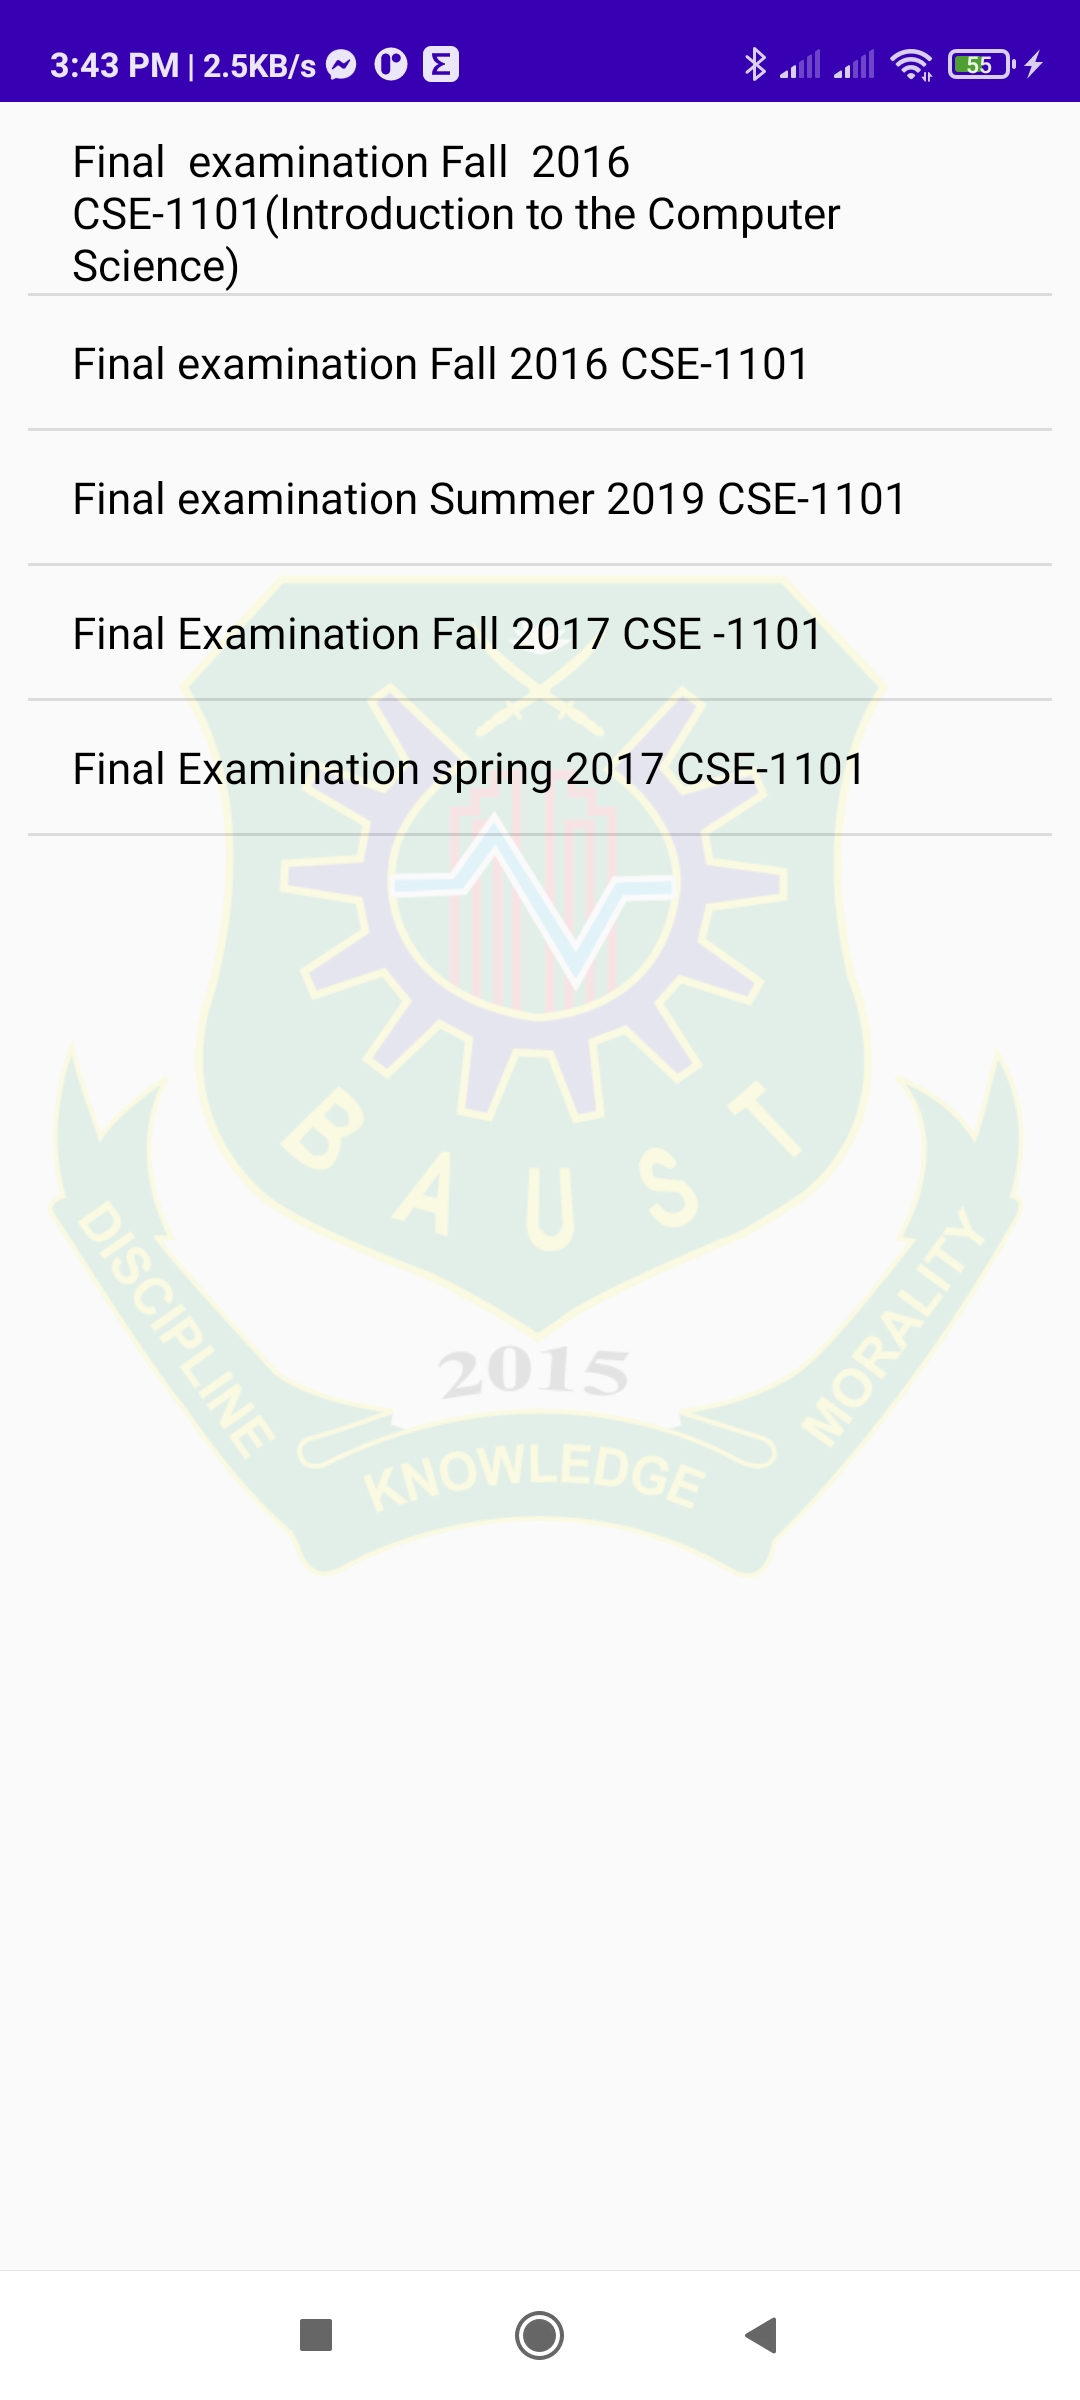 3:43 PM | 2.5KB/s
55
Final  examination Fall  2016
CSE-1101(Introduction to the Computer
Science)
Final examination Fall 2016 CSE-1101
Final examination Summer 2019 CSE-1101
Final Examination Fall 2017 CSE -1101
Final Examination spring 2017 CSE-1101
BAUST
2015
DISCIPLINE
KNOWLEDGE
MORALITY